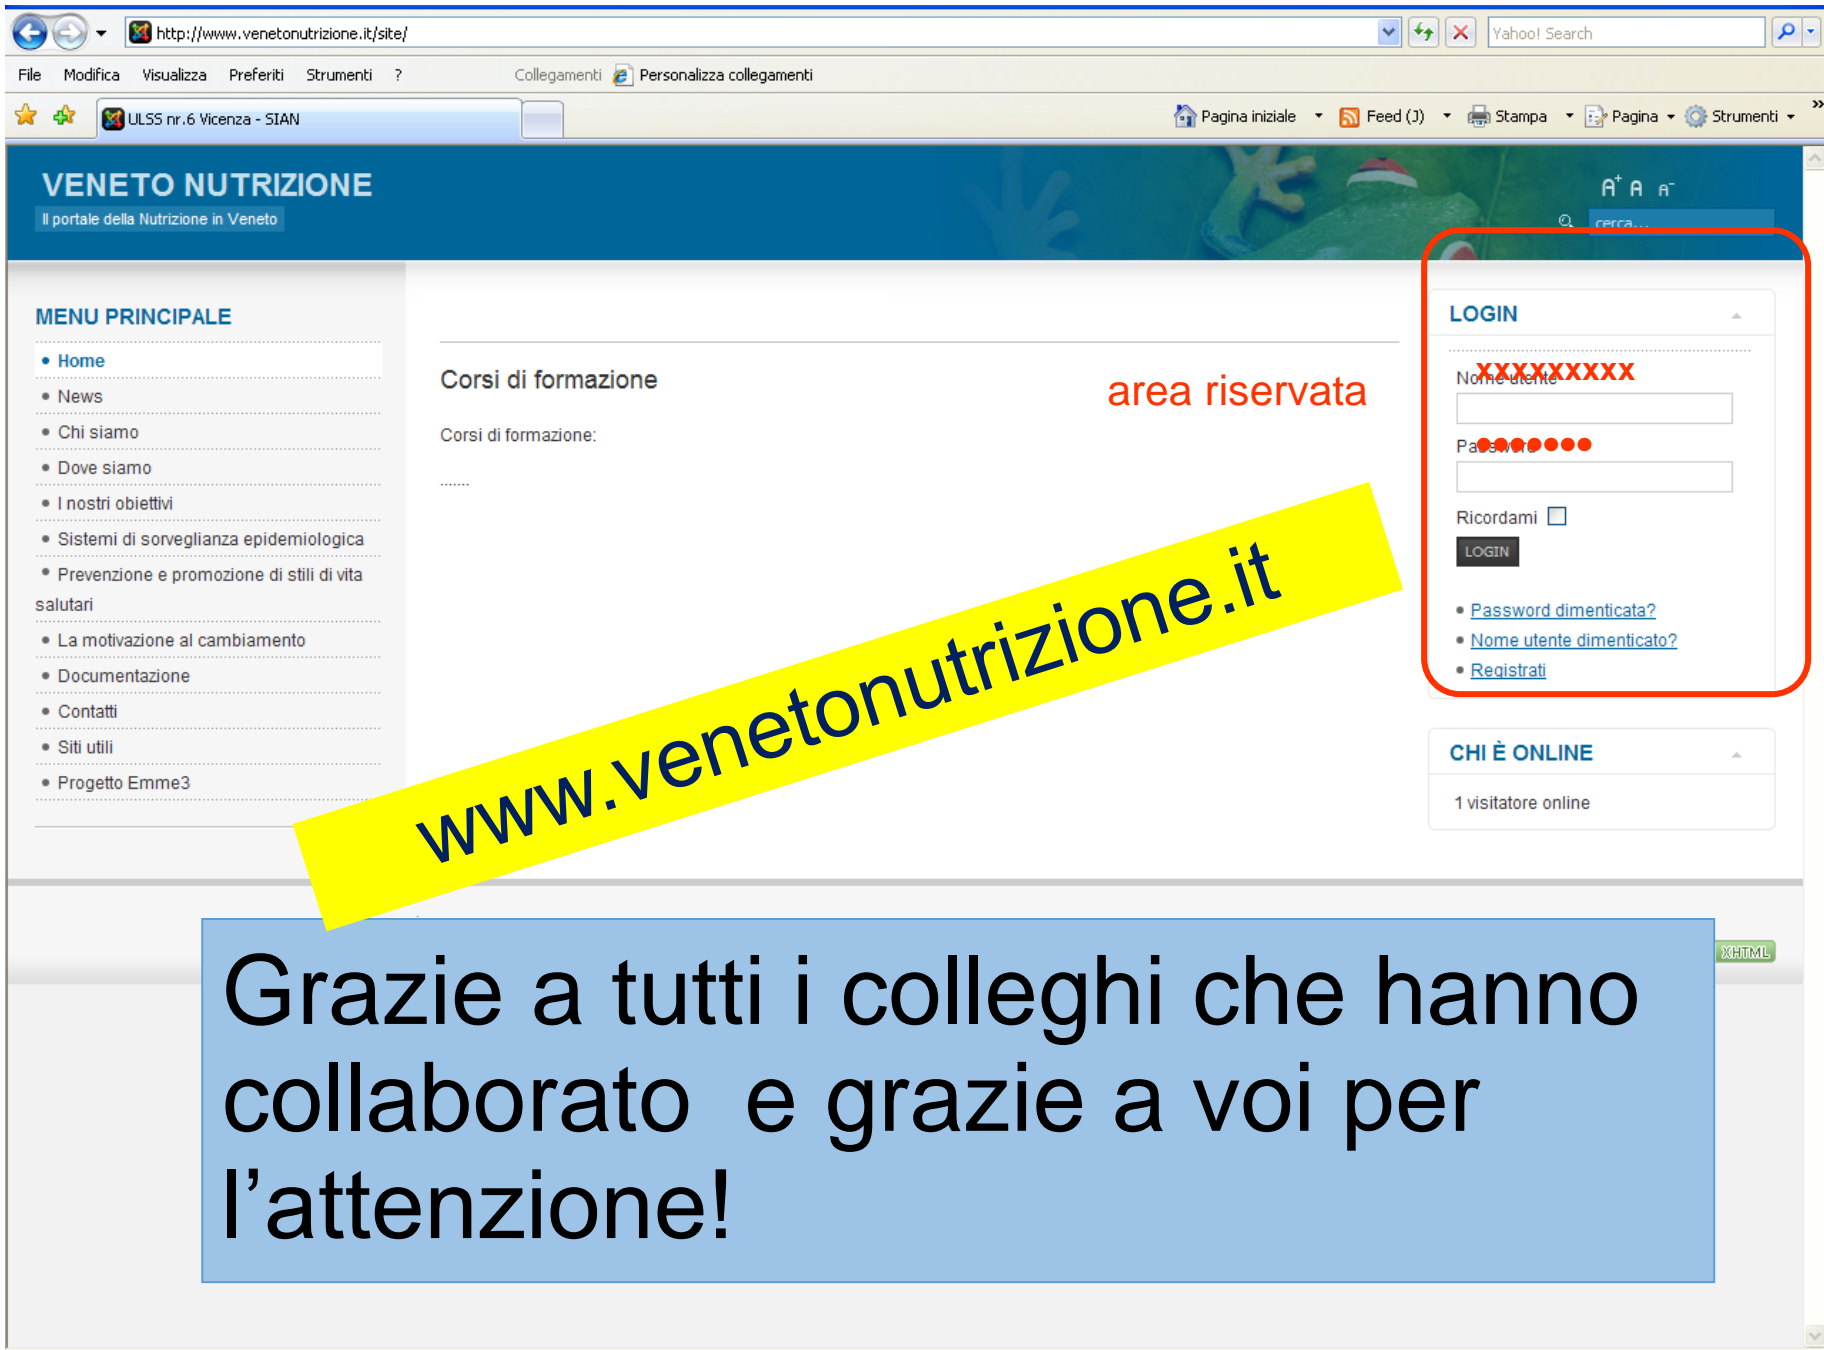 http://www.venetonutrizione.it/site/
Yahoo! Search
File Modifica Visualizza Preferiti Strumenti ?
Collegamenti Personalizza collegamenti
ULSS nr.6 Vicenza - SIAN
Pagina iniziale Feed (J) Stampa Pagina Strumenti »
VENETO NUTRIZIONE
Il portale della Nutrizione in Veneto
A+ A A-
cerca...
MENU PRINCIPALE
• Home
• News
• Chi siamo
• Dove siamo
• I nostri obiettivi
• Sistemi di sorveglianza epidemiologica
• Prevenzione e promozione di stili di vita
salutari
• La motivazione al cambiamento
• Documentazione
• Contatti
• Siti utili
• Progetto Emme3
Corsi di formazione
Corsi di formazione:
.......
area riservata
LOGIN
Nome utente
xxxxxxxxx
Password
•••••••
Ricordami
LOGIN
• Password dimenticata?
• Nome utente dimenticato?
• Registrati
CHI È ONLINE
1 visitatore online
www.venetonutrizione.it
XHTML
Grazie a tutti i colleghi che hanno
collaborato e grazie a voi per
l’attenzione!